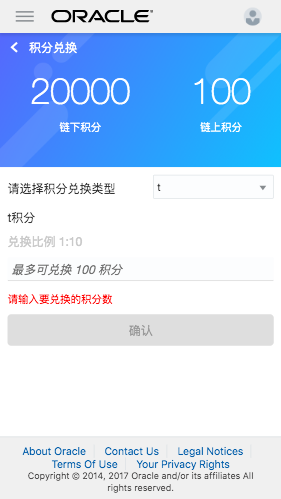 ORACLE®
积分兑换
20000 100
链下积分 链上积分
请选择积分兑换类型 t
t积分
兑换比例 1:10
最多可兑换 100 积分
请输入要兑换的积分数
确认
About Oracle Contact Us Legal Notices
Terms Of Use Your Privacy Rights
Copyright © 2014, 2017 Oracle and/or its affiliates All
rights reserved.